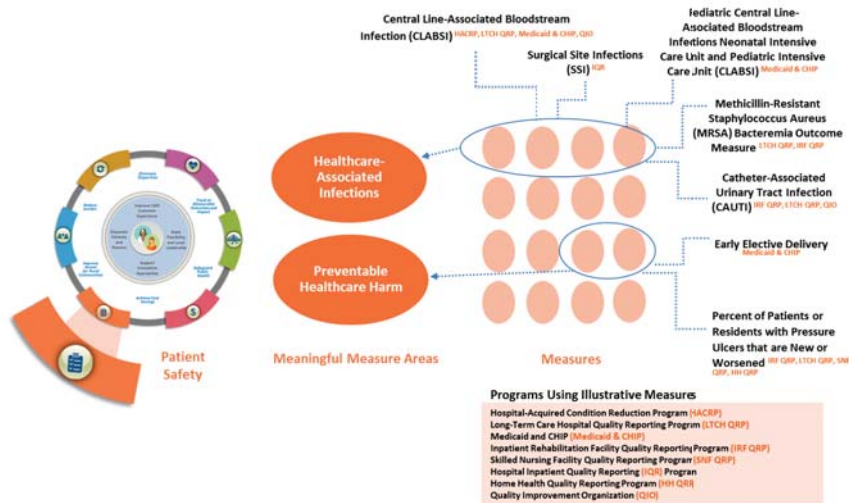 Central Line-Associated Bloodstream
Infection (CLABSI) HACRP, LTCH QRP, Medicaid & CHIP, QIO
Surgical Site Infections
(SSI) IQR
Pediatric Central Line-
Associated Bloodstream
Infections Neonatal Intensive
Care Unit and Pediatric Intensive
Care Unit (CLABSI) Medicaid & CHIP
Methicillin-Resistant
Staphylococcus Aureus
(MRSA) Bacteremia Outcome
Measure LTCH QRP, IRF QRP
Catheter-Associated
Urinary Tract Infection
(CAUTI) IRF QRP, LTCH QRP, QIO
Early Elective Delivery
Medicaid & CHIP
Percent of Patients or
Residents with Pressure
Ulcers that are New or
Worsened IRF QRP, LTCH QRP, SNF
QRP, HH QRP
Healthcare-
Associated
Infections
Preventable
Healthcare Harm
Patient
Safety
Meaningful Measure Areas
Measures
Programs Using Illustrative Measures
Hospital-Acquired Condition Reduction Program (HACRP)
Long-Term Care Hospital Quality Reporting Program (LTCH QRP)
Medicaid and CHIP (Medicaid & CHIP)
Inpatient Rehabilitation Facility Quality Reporting Program (IRF QRP)
Skilled Nursing Facility Quality Reporting Program (SNF QRP)
Hospital Inpatient Quality Reporting (IQR) Program
Home Health Quality Reporting Program (HH QRP)
Quality Improvement Organization (QIO)